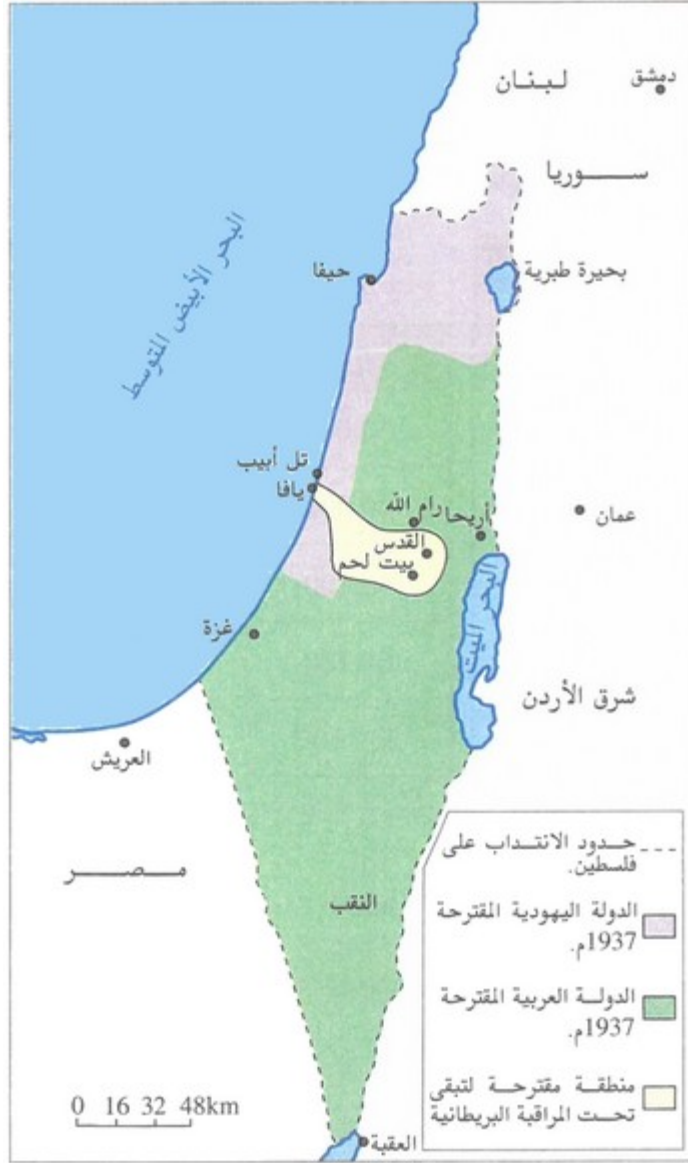 دمشق
لبنان
سوريا
البحر الأبيض المتوسط
بحيرة طبرية
حيفا
تل أبيب
يافا
رام الله
أريحا
عمان
القدس
بيت لحم
البحر الميت
غزة
شرق الأردن
العريش
مصر
النقب
حدود الانتداب على
فلسطين.
الدولة اليهودية المقترحة
1937م.
الدولة العربية المقترحة
1937م.
منطقة مقترحة لتبقى
تحت المراقبة البريطانية
0 16 32 48km
العقبة